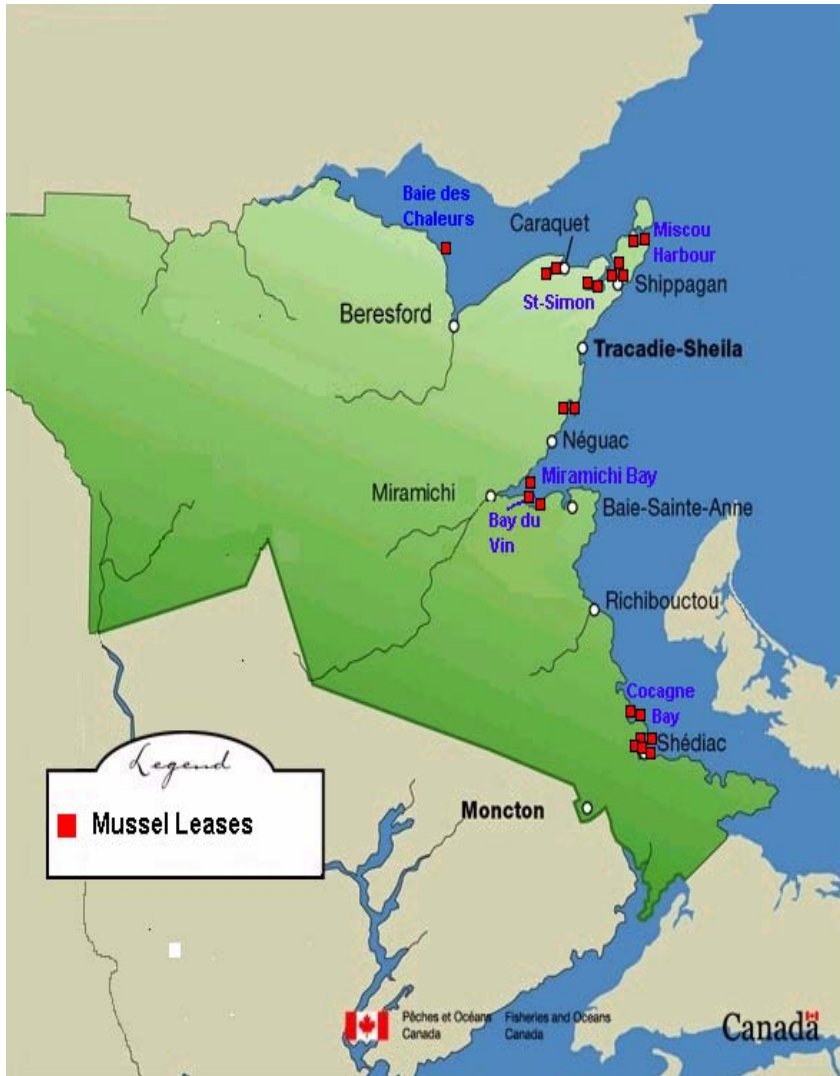 Baie des
Chaleurs
Caraquet
Miscou
Harbour
St-Simon
Shippagan
Beresford
Tracadie-Sheila
Néguac
Miramichi
Miramichi Bay
Bay du
Vin
Baie-Sainte-Anne
Richibouctou
Cocagne
Bay
Shédiac
Legend
Mussel Leases
Moncton
Pêches et Océans
Canada
Fisheries and Oceans
Canada
Canada